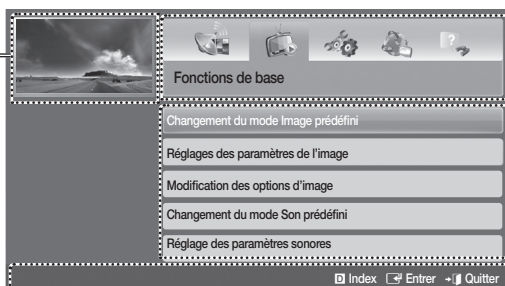 Fonctions de base
Changement du mode Image prédéfini
Réglages des paramètres de l'image
Modification des options d'image
Changement du mode Son prédéfini
Réglage des paramètres sonores
D Index Entrer Quitter